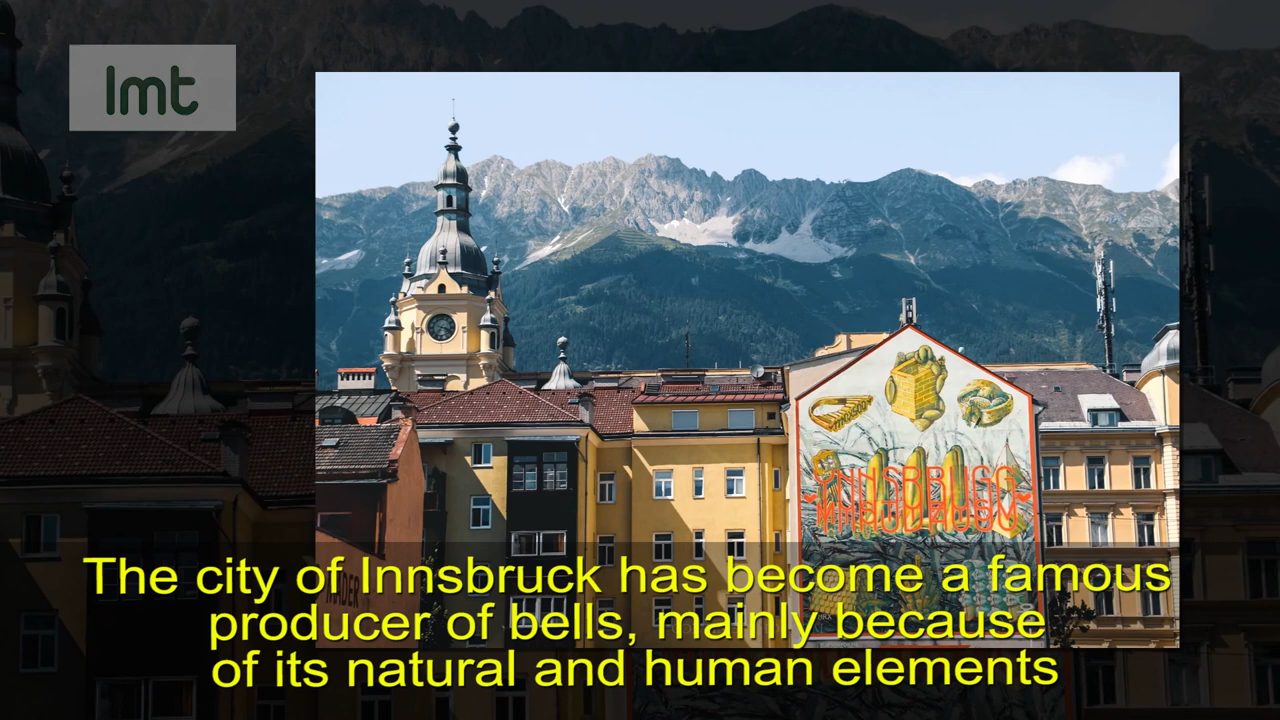 lmt
The city of Innsbruck has become a famous
producer of bells, mainly because
of its natural and human elements